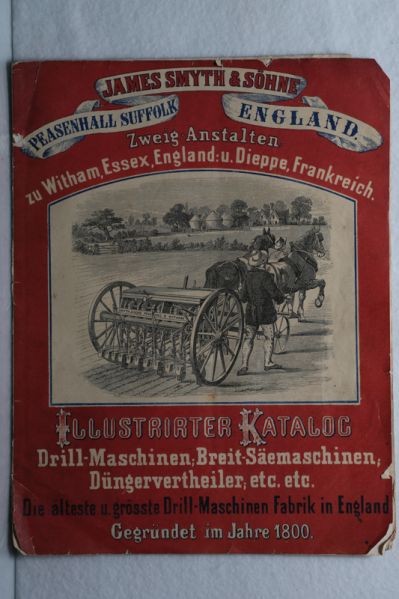 JAMES SMYTH & SÖHNE
PEASENHALL SUFFOLK
ENGLAND.
Zweig Anstalten
zu Witham, Essex, England: u. Dieppe, Frankreich.
ILLUSTRIRTER KATALOG
Drill-Maschinen; Breit-Säemaschinen;
Düngervertheiler; etc. etc.
Die älteste u. grösste Drill-Maschinen Fabrik in England
Gegründet im Jahre 1800.